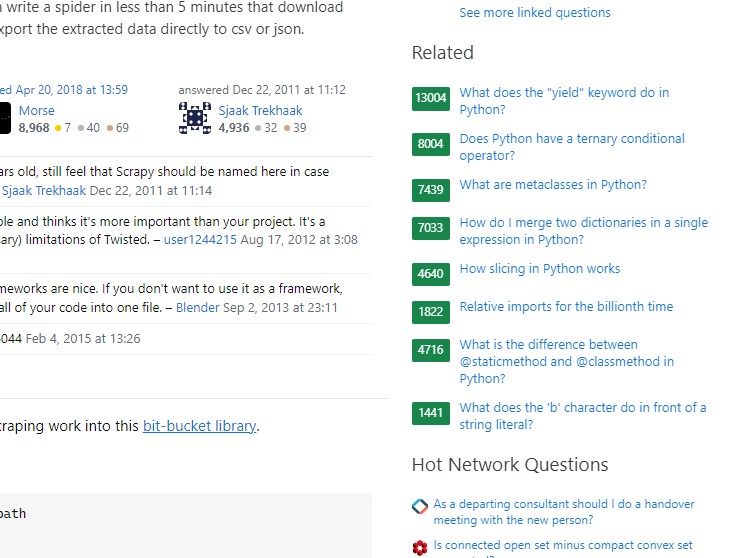 write a spider in less than 5 minutes that download
xport the extracted data directly to csv or json.
ed Apr 20, 2018 at 13:59
Morse
8,968 7 40 69
answered Dec 22, 2011 at 11:12
Sjaak Trekhaak
4,936 32 39
ars old, still feel that Scrapy should be named here in case
Sjaak Trekhaak Dec 22, 2011 at 11:14
ble and thinks it's more important than your project. It's a
sary) limitations of Twisted. – user1244215 Aug 17, 2012 at 3:08
meworks are nice. If you don't want to use it as a framework,
all of your code into one file. – Blender Sep 2, 2013 at 23:11
044 Feb 4, 2015 at 13:26
craping work into this bit-bucket library.
path
See more linked questions
Related
13004 What does the "yield" keyword do in
Python?
8004 Does Python have a ternary conditional
operator?
7439 What are metaclasses in Python?
7033 How do I merge two dictionaries in a single
expression in Python?
4640 How slicing in Python works
1822 Relative imports for the billionth time
4716 What is the difference between
@staticmethod and @classmethod in
Python?
1441 What does the 'b' character do in front of a
string literal?
Hot Network Questions
As a departing consultant should I do a handover
meeting with the new person?
Is connected open set minus compact convex set